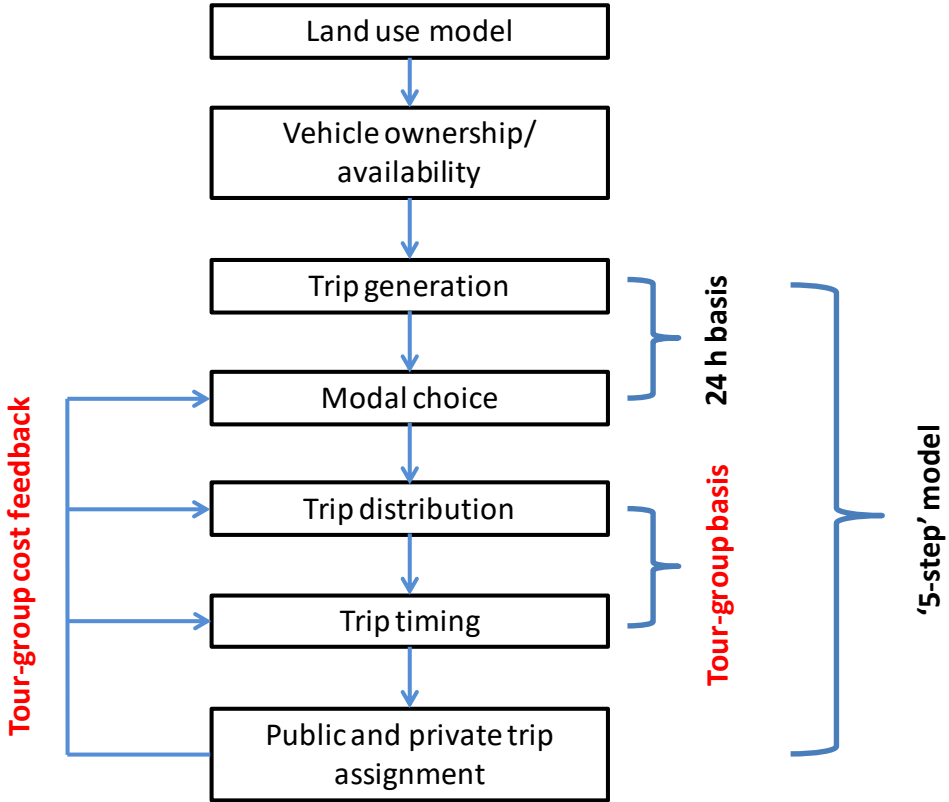 Land use model
Vehicle ownership/
availability
Trip generation
Modal choice
Trip distribution
Trip timing
Public and private trip
assignment
Tour-group cost feedback
24 h basis
Tour-group basis
‘5-step’ model